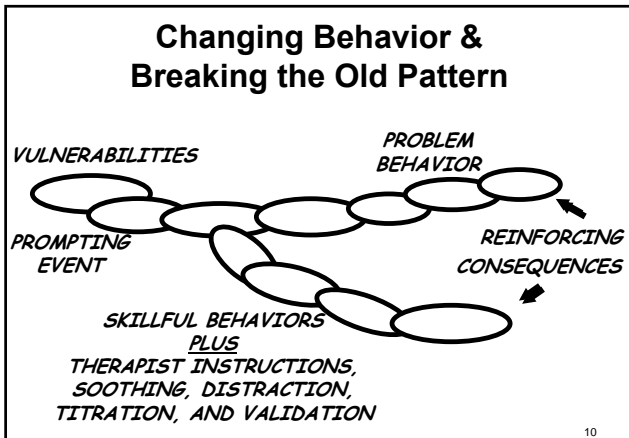 Changing Behavior &
Breaking the Old Pattern
VULNERABILITIES
PROBLEM
BEHAVIOR
PROMPTING
EVENT
REINFORCING
CONSEQUENCES
SKILLFUL BEHAVIORS
PLUS
THERAPIST INSTRUCTIONS,
SOOTHING, DISTRACTION,
TITRATION, AND VALIDATION
10